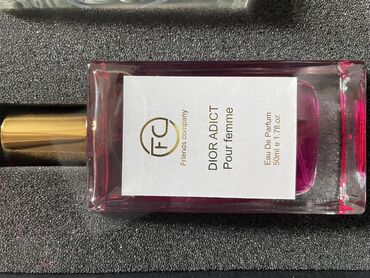 FC
Friends company
DIOR ADICT
Pour femme
Eau De Parfum
50ml e 1.7fl oz